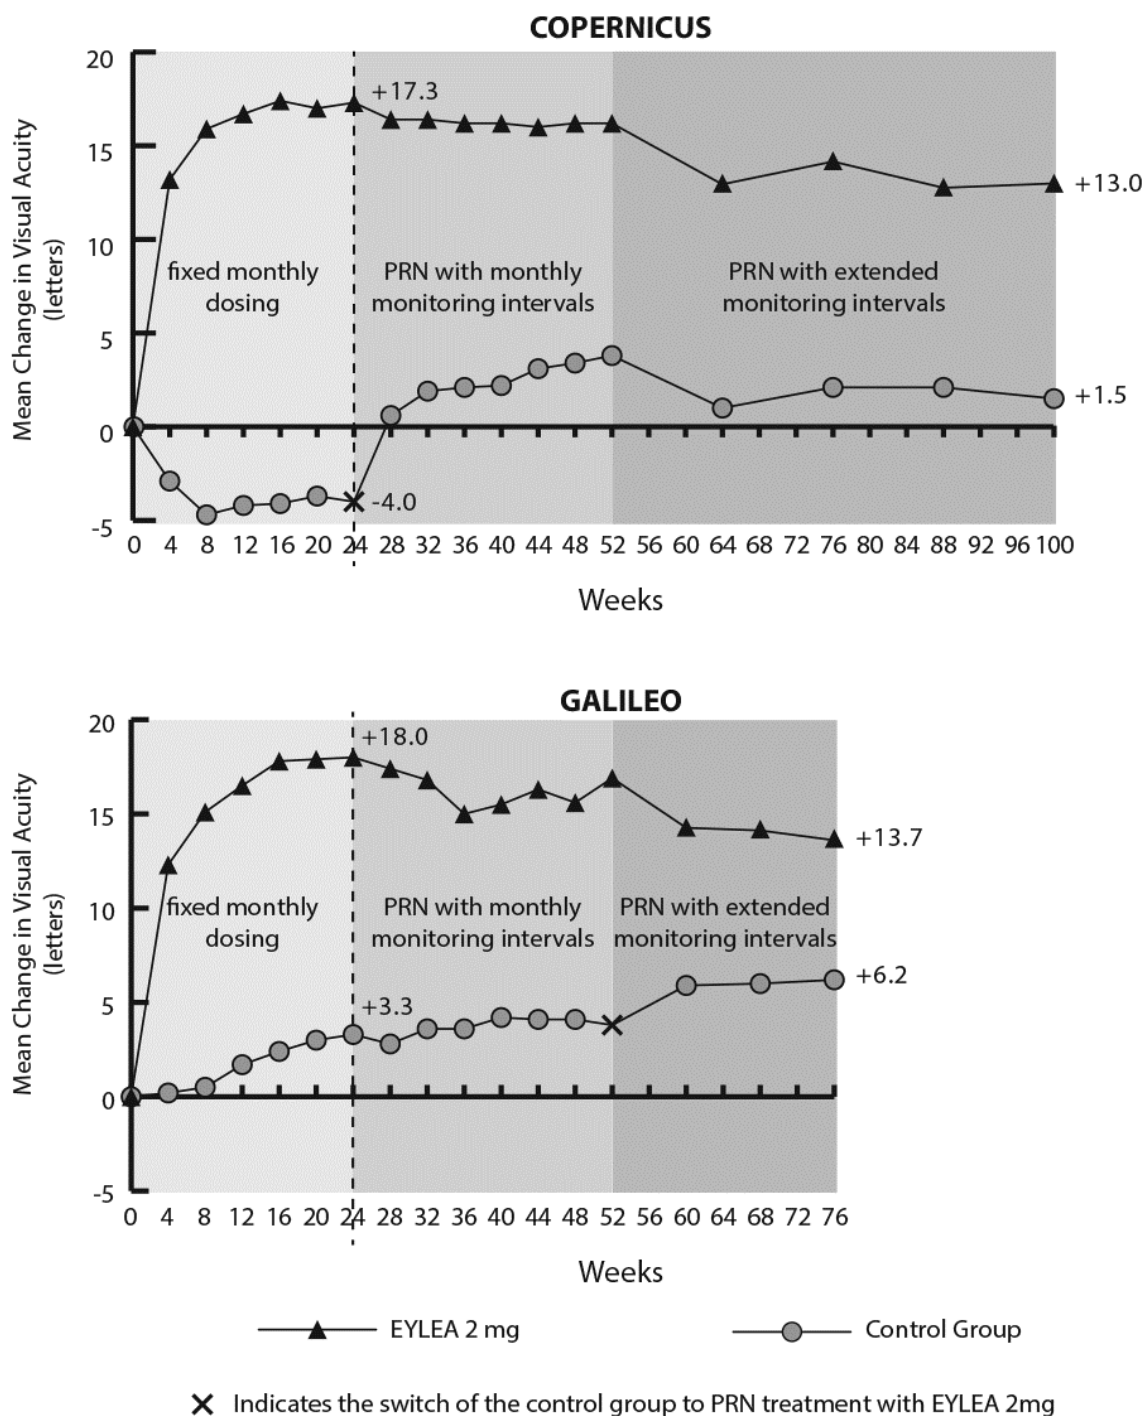 COPERNICUS
Mean Change in Visual Acuity
(letters)
20
15
10
5
0
-5
+17.3
+13.0
fixed monthly
dosing
PRN with monthly
monitoring intervals
PRN with extended
monitoring intervals
+1.5
-4.0
0 4 8 12 16 20 24 28 32 36 40 44 48 52 56 60 64 68 72 76 80 84 88 92 96 100
Weeks
GALILEO
Mean Change in Visual Acuity
(letters)
20
15
10
5
0
-5
+18.0
+13.7
fixed monthly
dosing
PRN with monthly
monitoring intervals
PRN with extended
monitoring intervals
+3.3
+6.2
0 4 8 12 16 20 24 28 32 36 40 44 48 52 56 60 64 68 72 76
Weeks
EYLEA 2 mg
Control Group
Indicates the switch of the control group to PRN treatment with EYLEA 2mg